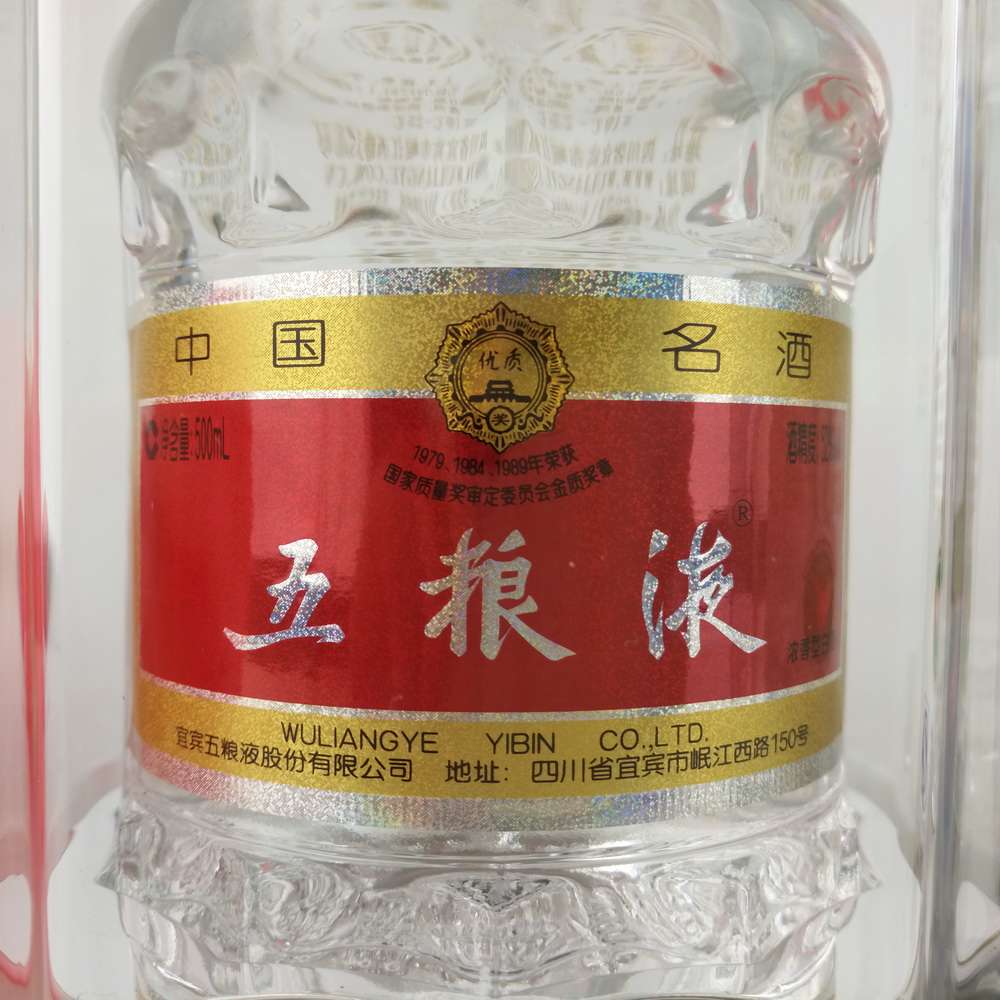 中国 名酒
优质
奖
净含量:500mL
酒精度:52%
1979、1984、1989年荣获
国家质量奖审定委员会金质奖章
五粮液®
浓香型白
WULIANGYE YIBIN CO.,LTD.
宜宾五粮液股份有限公司 地址: 四川省宜宾市岷江西路150号